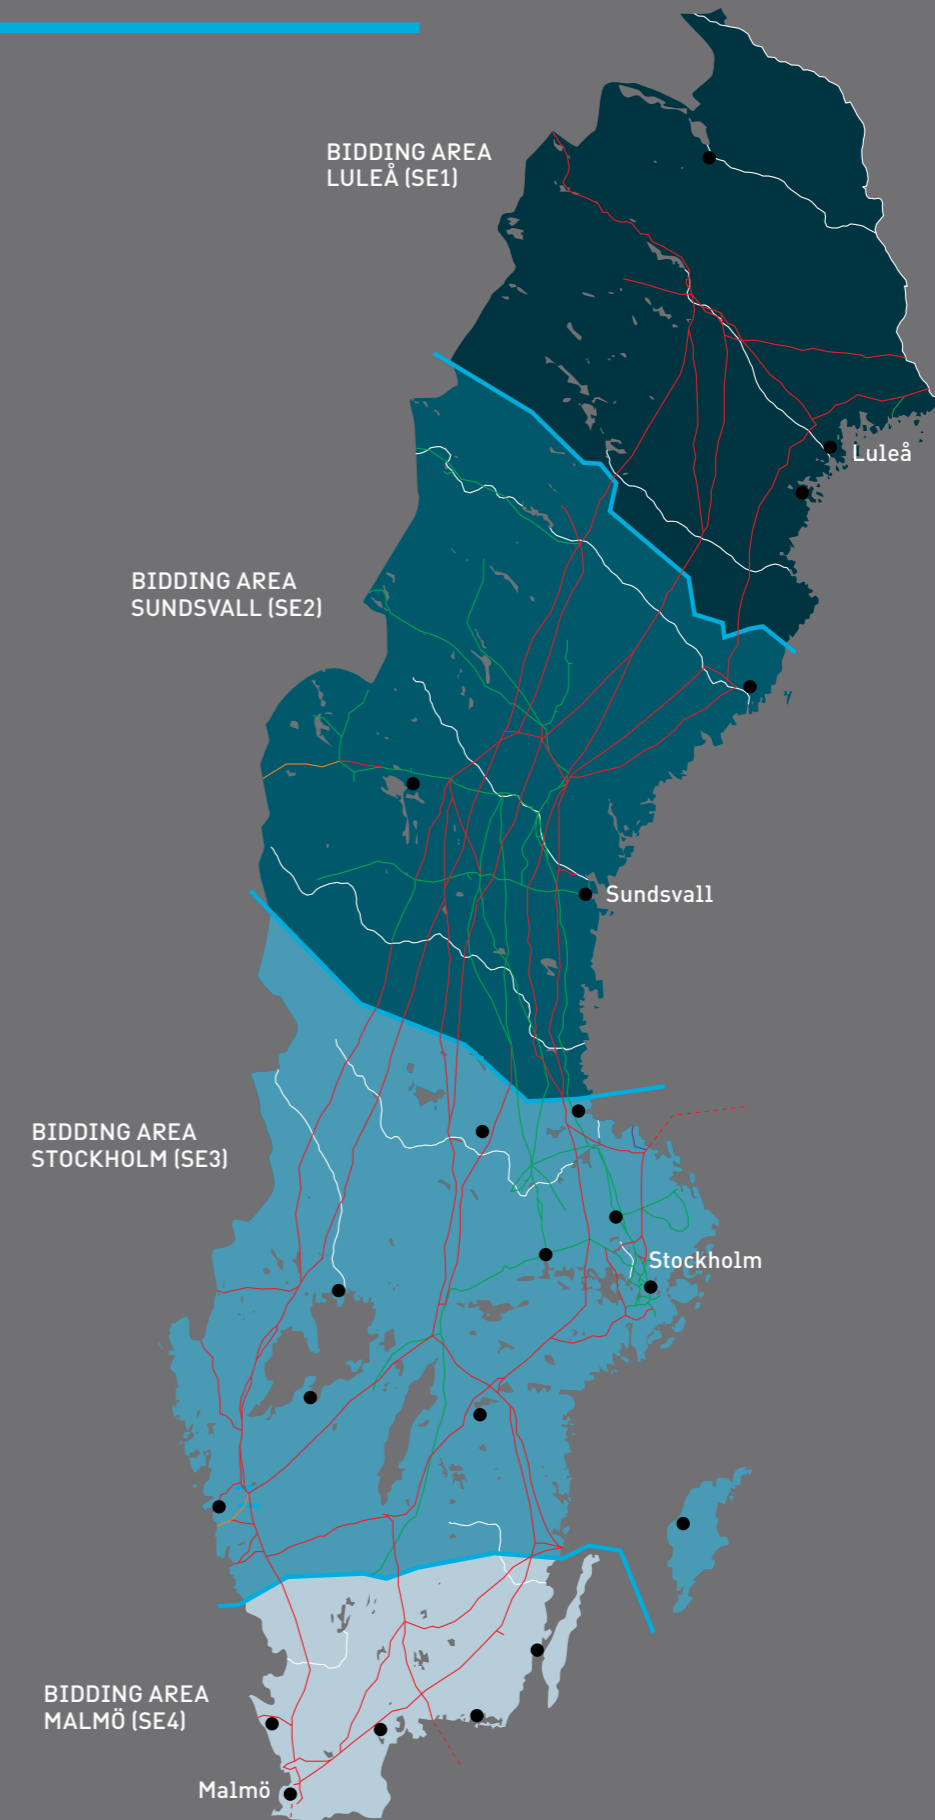 BIDDING AREA
LULEÅ (SE1)
Luleå
BIDDING AREA
SUNDSVALL (SE2)
Sundsvall
BIDDING AREA
STOCKHOLM (SE3)
Stockholm
BIDDING AREA
MALMÖ (SE4)
Malmö